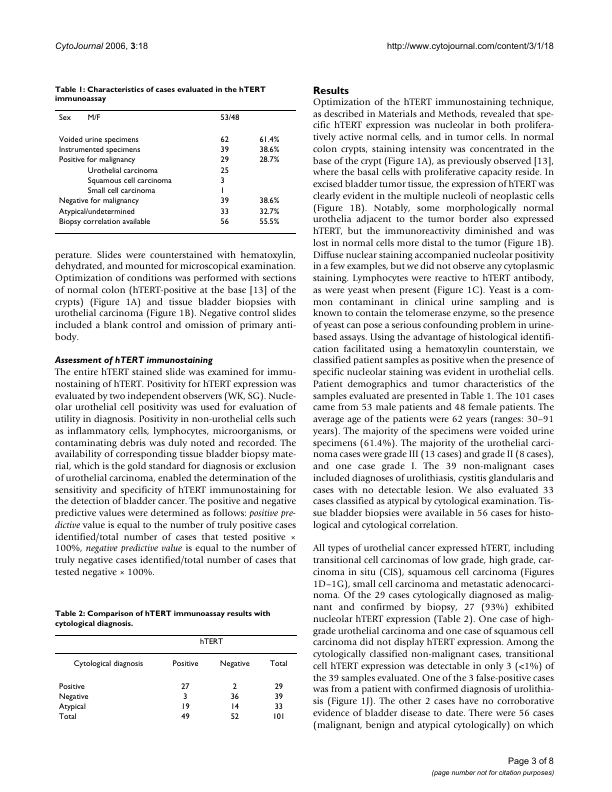 CytoJournal 2006, 3:18
http://www.cytojournal.com/content/3/1/18
Table 1: Characteristics of cases evaluated in the hTERT
immunoassay
Sex M/F 53/48
Voided urine specimens 62 61.4%
Instrumented specimens 39 38.6%
Positive for malignancy 29 28.7%
Urothelial carcinoma 25
Squamous cell carcinoma 3
Small cell carcinoma 1
Negative for malignancy 39 38.6%
Atypical/undetermined 33 32.7%
Biopsy correlation available 56 55.5%
perature. Slides were counterstained with hematoxylin,
dehydrated, and mounted for microscopical examination.
Optimization of conditions was performed with sections
of normal colon (hTERT-positive at the base [13] of the
crypts) (Figure 1A) and tissue bladder biopsies with
urothelial carcinoma (Figure 1B). Negative control slides
included a blank control and omission of primary anti-
body.
Assessment of hTERT immunostaining
The entire hTERT stained slide was examined for immu-
nostaining of hTERT. Positivity for hTERT expression was
evaluated by two independent observers (WK, SG). Nucle-
olar urothelial cell positivity was used for evaluation of
utility in diagnosis. Positivity in non-urothelial cells such
as inflammatory cells, lymphocytes, microorganisms, or
contaminating debris was duly noted and recorded. The
availability of corresponding tissue bladder biopsy mate-
rial, which is the gold standard for diagnosis or exclusion
of urothelial carcinoma, enabled the determination of the
sensitivity and specificity of hTERT immunostaining for
the detection of bladder cancer. The positive and negative
predictive values were determined as follows: positive pre-
dictive value is equal to the number of truly positive cases
identified/total number of cases that tested positive ×
100%, negative predictive value is equal to the number of
truly negative cases identified/total number of cases that
tested negative × 100%.
Table 2: Comparison of hTERT immunoassay results with
cytological diagnosis.
hTERT
Cytological diagnosis Positive Negative Total
Positive 27 2 29
Negative 3 36 39
Atypical 19 14 33
Total 49 52 101
Results
Optimization of the hTERT immunostaining technique,
as described in Materials and Methods, revealed that spe-
cific hTERT expression was nucleolar in both prolifera-
tively active normal cells, and in tumor cells. In normal
colon crypts, staining intensity was concentrated in the
base of the crypt (Figure 1A), as previously observed [13],
where the basal cells with proliferative capacity reside. In
excised bladder tumor tissue, the expression of hTERT was
clearly evident in the multiple nucleoli of neoplastic cells
(Figure 1B). Notably, some morphologically normal
urothelia adjacent to the tumor border also expressed
hTERT, but the immunoreactivity diminished and was
lost in normal cells more distal to the tumor (Figure 1B).
Diffuse nuclear staining accompanied nucleolar positivity
in a few examples, but we did not observe any cytoplasmic
staining. Lymphocytes were reactive to hTERT antibody,
as were yeast when present (Figure 1C). Yeast is a com-
mon contaminant in clinical urine sampling and is
known to contain the telomerase enzyme, so the presence
of yeast can pose a serious confounding problem in urine-
based assays. Using the advantage of histological identifi-
cation facilitated using a hematoxylin counterstain, we
classified patient samples as positive when the presence of
specific nucleolar staining was evident in urothelial cells.
Patient demographics and tumor characteristics of the
samples evaluated are presented in Table 1. The 101 cases
came from 53 male patients and 48 female patients. The
average age of the patients were 62 years (ranges: 30–91
years). The majority of the specimens were voided urine
specimens (61.4%). The majority of the urothelial carci-
noma cases were grade III (13 cases) and grade II (8 cases),
and one case grade I. The 39 non-malignant cases
included diagnoses of urolithiasis, cystitis glandularis and
cases with no detectable lesion. We also evaluated 33
cases classified as atypical by cytological examination. Tis-
sue bladder biopsies were available in 56 cases for histo-
logical and cytological correlation.
All types of urothelial cancer expressed hTERT, including
transitional cell carcinomas of low grade, high grade, car-
cinoma in situ (CIS), squamous cell carcinoma (Figures
1D–1G), small cell carcinoma and metastatic adenocarci-
noma. Of the 29 cases cytologically diagnosed as malig-
nant and confirmed by biopsy, 27 (93%) exhibited
nucleolar hTERT expression (Table 2). One case of high-
grade urothelial carcinoma and one case of squamous cell
carcinoma did not display hTERT expression. Among the
cytologically classified non-malignant cases, transitional
cell hTERT expression was detectable in only 3 (<1%) of
the 39 samples evaluated. One of the 3 false-positive cases
was from a patient with confirmed diagnosis of urolithia-
sis (Figure 1J). The other 2 cases have no corroborative
evidence of bladder disease to date. There were 56 cases
(malignant, benign and atypical cytologically) on which
Page 3 of 8
(page number not for citation purposes)